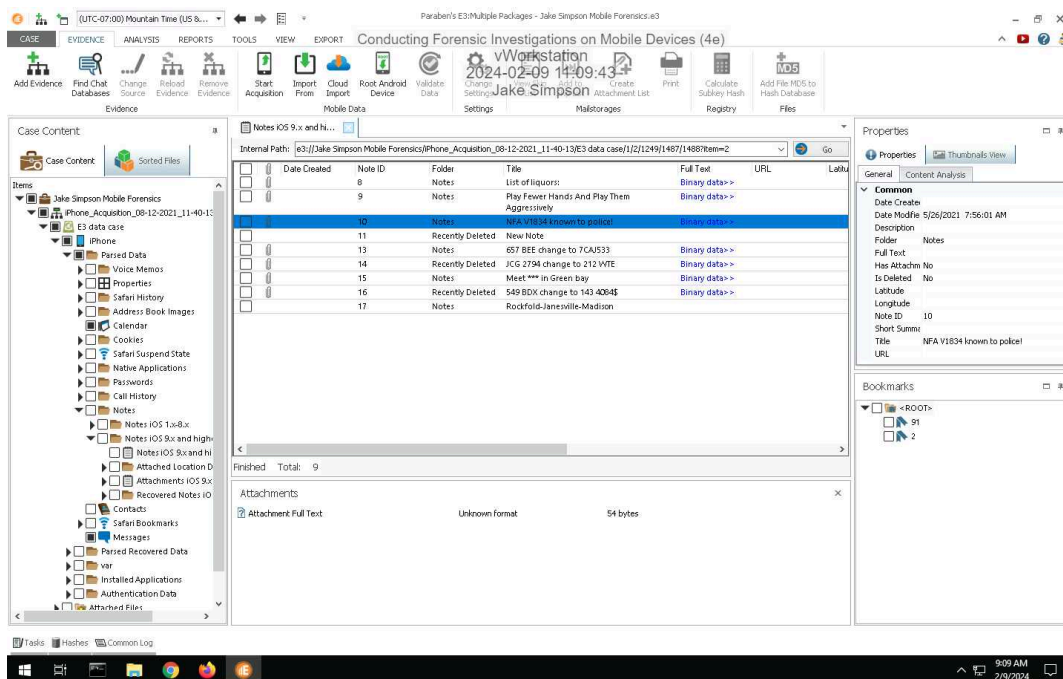 (UTC-07:00) Mountain Time (US &...
Paraben's E3:Multiple Packages - Jake Simpson Mobile Forensics.e3
CASE EVIDENCE ANALYSIS REPORTS TOOLS VIEW EXPORT
Conducting Forensic Investigations on Mobile Devices (4e)
vWorkstation
2024-02-09 11:09:43
Jake Simpson
Add Evidence
Find Chat Databases
Change Source
Reload Evidence
Remove Evidence
Start Acquisition
Import From
Cloud Import
Root Android Device
Validate Data
Change Settings
Create Attachment List
Print
Calculate Subkey Hash
Add File MD5 to Hash Database
Evidence Mobile Data Settings Mailstorages Registry Files
Case Content
Case Content Sorted Files
Items
Jake Simpson Mobile Forensics
iPhone_Acquisition_08-12-2021_11-40-13
E3 data case
iPhone
Parsed Data
Voice Memos
Properties
Safari History
Address Book Images
Calendar
Cookies
Safari Suspend State
Native Applications
Passwords
Call History
Notes
Notes iOS 1.x-8.x
Notes iOS 9.x and highe
Notes iOS 9.x and hi
Attached Location D
Attachments iOS 9.x
Recovered Notes iO
Contacts
Safari Bookmarks
Messages
Parsed Recovered Data
var
Installed Applications
Authentication Data
Attached Files
Notes iOS 9.x and hi...
Internal Path: e3://Jake Simpson Mobile Forensics/iPhone_Acquisition_08-12-2021_11-40-13/E3 data case/1/2/1249/1487/1488?item=2 Go
Date Created Note ID Folder Title Full Text URL Latitu
8 Notes List of liquors: Binary data>>
9 Notes Play Fewer Hands And Play Them Aggressively Binary data>>
10 Notes NFA V1834 known to police! Binary data>>
11 Recently Deleted New Note
13 Notes 657 BEE change to 7CAJ533 Binary data>>
14 Recently Deleted JCG 2794 change to 212 WTE Binary data>>
15 Notes Meet *** in Green bay Binary data>>
16 Recently Deleted 549 BDX change to 143 4084$ Binary data>>
17 Notes Rockfold-Janesville-Madison
Finished Total: 9
Attachments
Attachment Full Text Unknown format 54 bytes
Properties
Properties Thumbnails View
General Content Analysis
Common
Date Create
Date Modifie 5/26/2021 7:56:01 AM
Description
Folder Notes
Full Text
Has Attachm No
Is Deleted No
Latitude
Longitude
Note ID 10
Short Summa
Title NFA V1834 known to police!
URL
Bookmarks
<ROOT>
91
2
Tasks Hashes Common Log
9:09 AM
2/9/2024